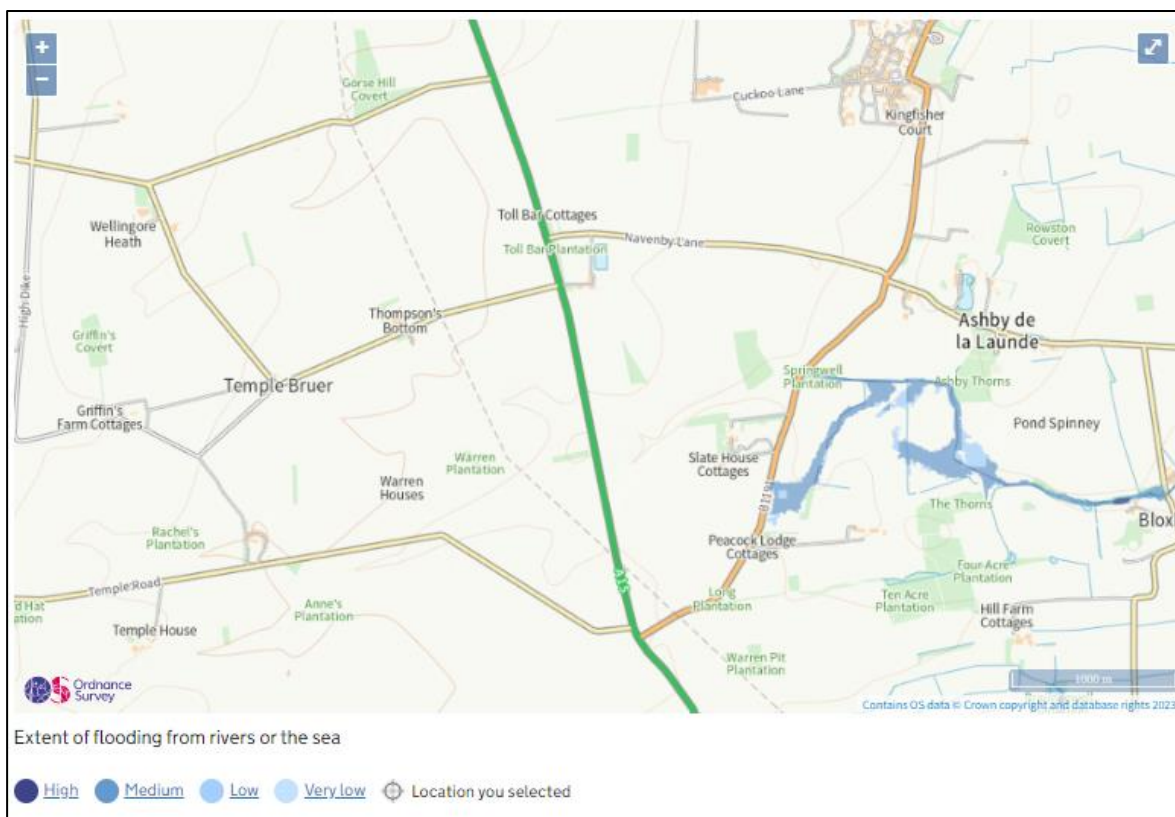 +
−
Gorse Hill
Covert
Cuckoo Lane
Kingfisher
Court
Wellingore
Heath
Toll Bar Cottages
Toll Bar Plantation
Navenby Lane
Rowston
Covert
High Dike
Thompson's
Bottom
Griffin's
Covert
Ashby de
la Launde
Temple Bruer
Springwell
Plantation
Ashby Thorns
Griffin's
Farm Cottages
Pond Spinney
Warren
Plantation
Slate House
Cottages
Warren
Houses
B1191
The Thorns
Rachel's
Plantation
Peacock Lodge
Cottages
Blox
Four Acre
Plantation
A15
Temple Road
Long
Plantation
Ten Acre
Plantation
d Hat
ation
Anne's
Plantation
Hill Farm
Cottages
Temple House
Warren Pit
Plantation
Ordnance
Survey
1000 m
Contains OS data © Crown copyright and database rights 2023
Extent of flooding from rivers or the sea
High Medium Low Very low Location you selected